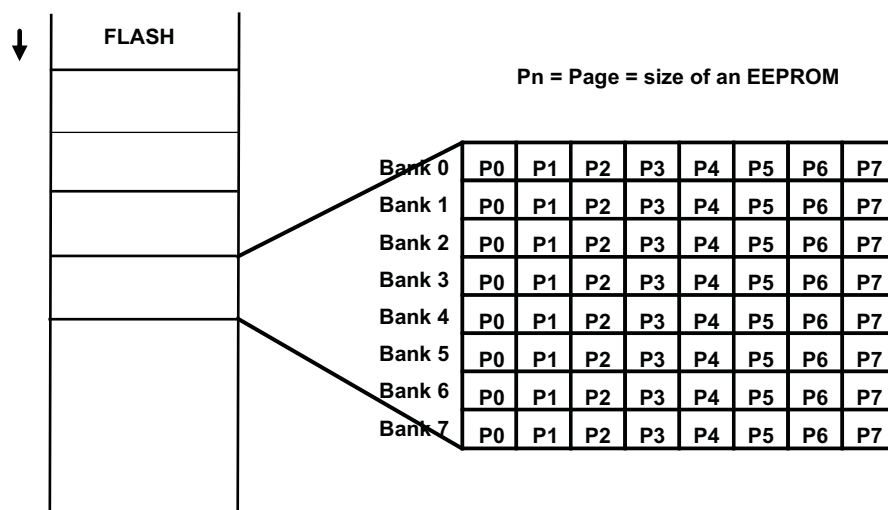 FLASH
Pn = Page = size of an EEPROM
Bank 0 P0 P1 P2 P3 P4 P5 P6 P7
Bank 1 P0 P1 P2 P3 P4 P5 P6 P7
Bank 2 P0 P1 P2 P3 P4 P5 P6 P7
Bank 3 P0 P1 P2 P3 P4 P5 P6 P7
Bank 4 P0 P1 P2 P3 P4 P5 P6 P7
Bank 5 P0 P1 P2 P3 P4 P5 P6 P7
Bank 6 P0 P1 P2 P3 P4 P5 P6 P7
Bank 7 P0 P1 P2 P3 P4 P5 P6 P7